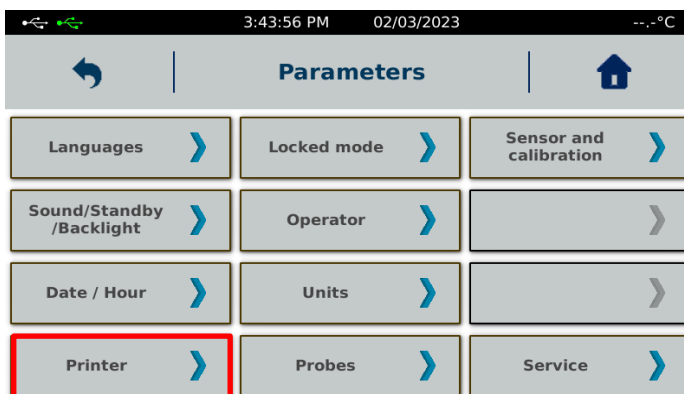 3:43:56 PM 02/03/2023 --.-°C
Parameters
Languages
Locked mode
Sensor and
calibration
Sound/Standby
/Backlight
Operator
Date / Hour
Units
Printer
Probes
Service